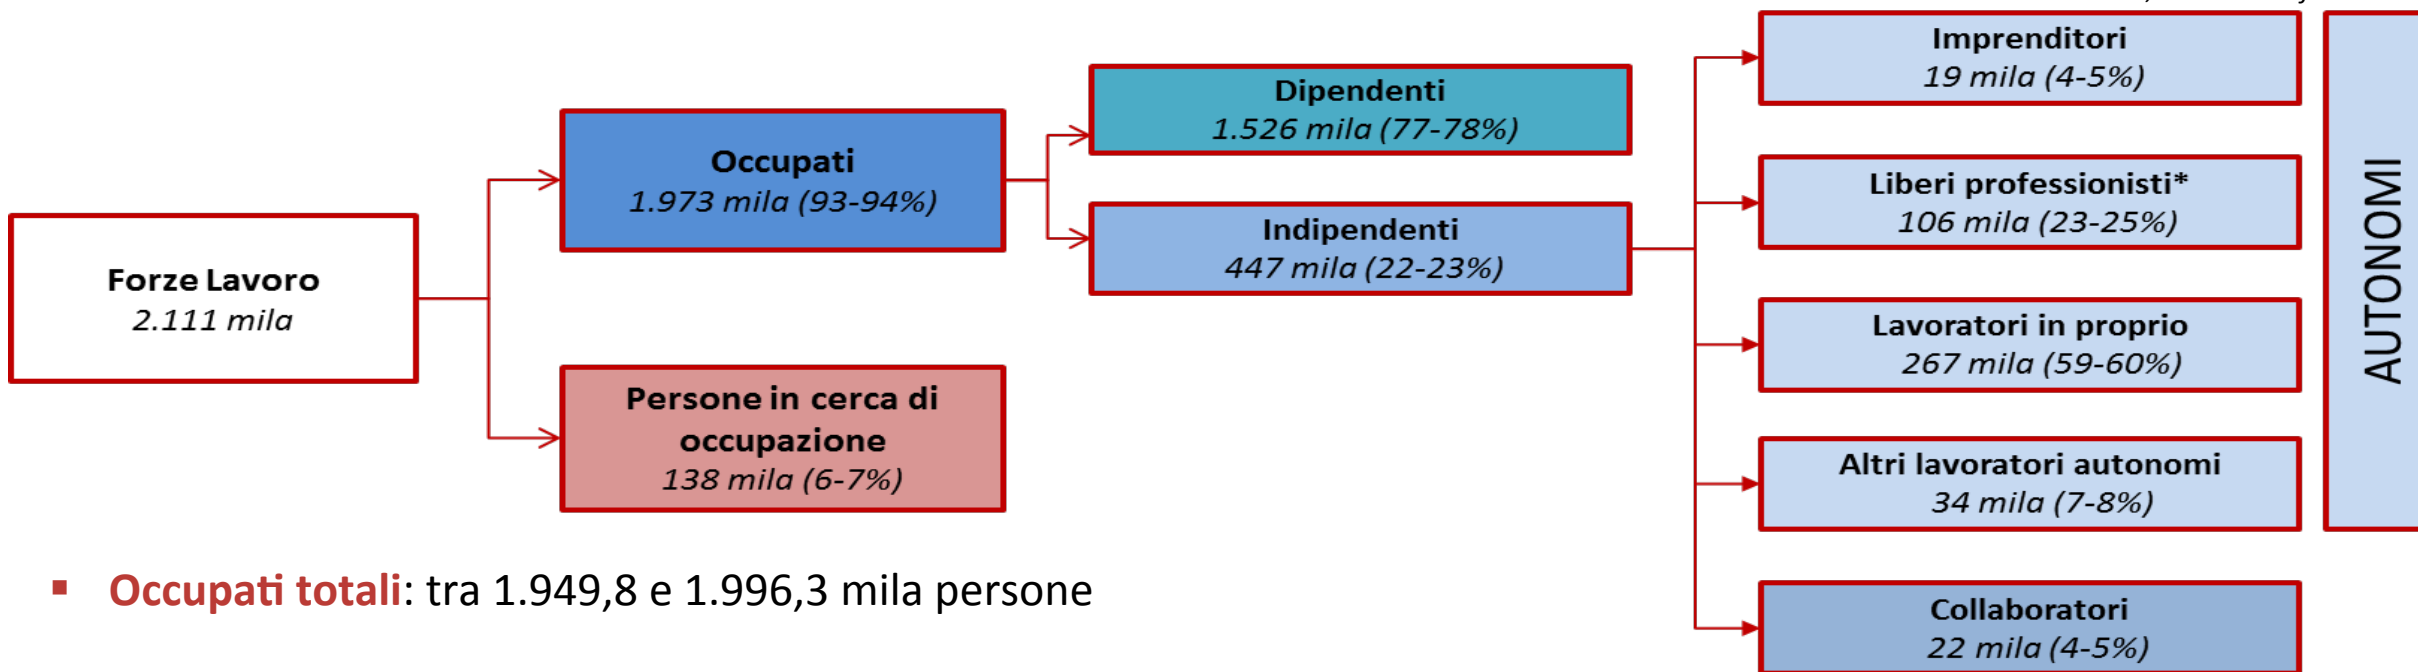 Forze Lavoro
2.111 mila
Occupati
1.973 mila (93-94%)
Persone in cerca di
occupazione
138 mila (6-7%)
Dipendenti
1.526 mila (77-78%)
Indipendenti
447 mila (22-23%)
Imprenditori
19 mila (4-5%)
Liberi professionisti*
106 mila (23-25%)
Lavoratori in proprio
267 mila (59-60%)
Altri lavoratori autonomi
34 mila (7-8%)
Collaboratori
22 mila (4-5%)
AUTONOMI
▪ Occupati totali: tra 1.949,8 e 1.996,3 mila persone